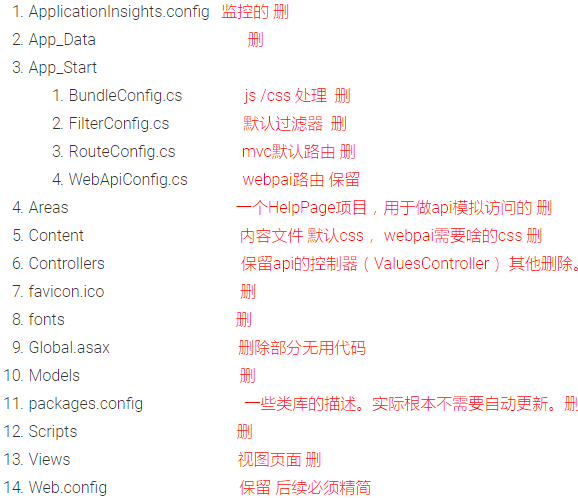 1. ApplicationInsights.config 监控的 删
2. App_Data 删
3. App_Start
1. BundleConfig.cs js /css 处理 删
2. FilterConfig.cs 默认过滤器 删
3. RouteConfig.cs mvc默认路由 删
4. WebApiConfig.cs webpai路由 保留
4. Areas 一个HelpPage项目，用于做api模拟访问的 删
5. Content 内容文件 默认css， webpai需要啥的css 删
6. Controllers 保留api的控制器（ValuesController） 其他删除。
7. favicon.ico 删
8. fonts 删
9. Global.asax 删除部分无用代码
10. Models 删
11. packages.config 一些类库的描述。实际根本不需要自动更新。删
12. Scripts 删
13. Views 视图页面 删
14. Web.config 保留 后续必须精简